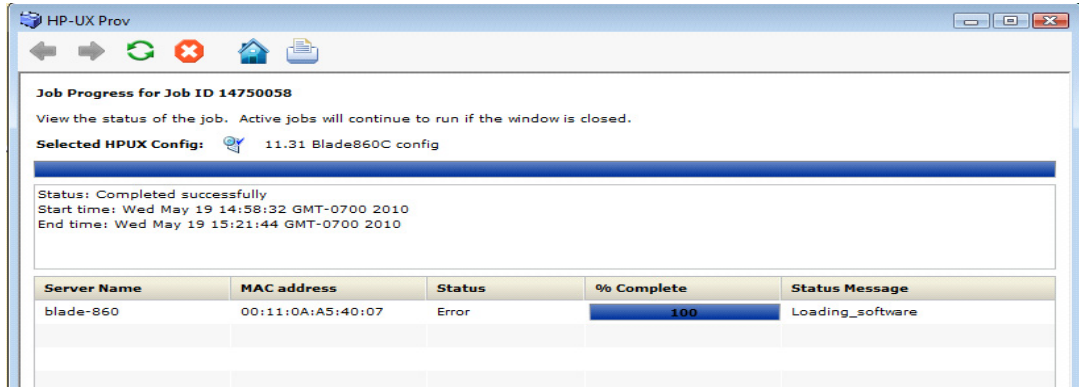 HP-UX Prov
Job Progress for Job ID 14750058
View the status of the job. Active jobs will continue to run if the window is closed.
Selected HPUX Config: 11.31 Blade860C config
Status: Completed successfully
Start time: Wed May 19 14:58:32 GMT-0700 2010
End time: Wed May 19 15:21:44 GMT-0700 2010
Server Name MAC address Status % Complete Status Message
blade-860 00:11:0A:A5:40:07 Error 100 Loading_software